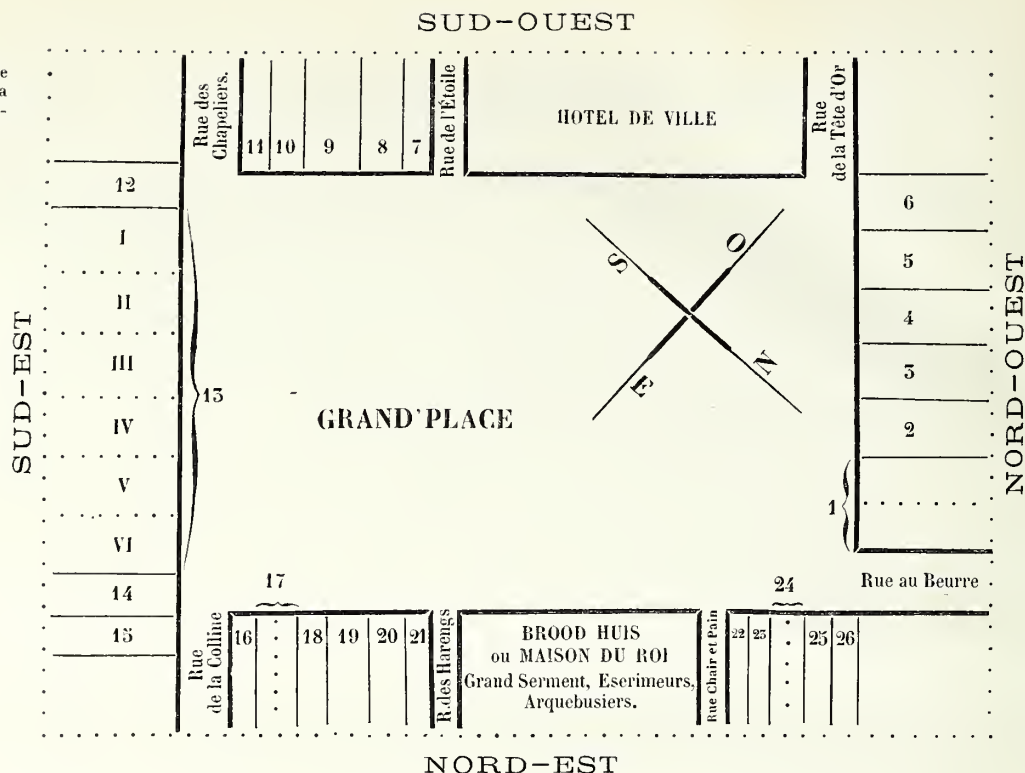 SUD-OUEST
e
a
-
Rue des
Chapeliers.
11 10 9 8 7
Rue de l'Étoile
HOTEL DE VILLE
Rue
de la Tête d'Or
12
I
II
III
IV
V
VI
13
14
15
SUD-EST
GRAND'PLACE
S
O
E
N
6
5
4
3
2
1
NORD-OUEST
Rue au Beurre
17
24
Rue
de la Colline
16 18 19 20 21
R. des Harengs
BROOD HUIS
ou MAISON DU ROI
Grand Serment, Escrimeurs,
Arquebusiers.
Rue Chair et Pain
22 23 25 26
NORD-EST